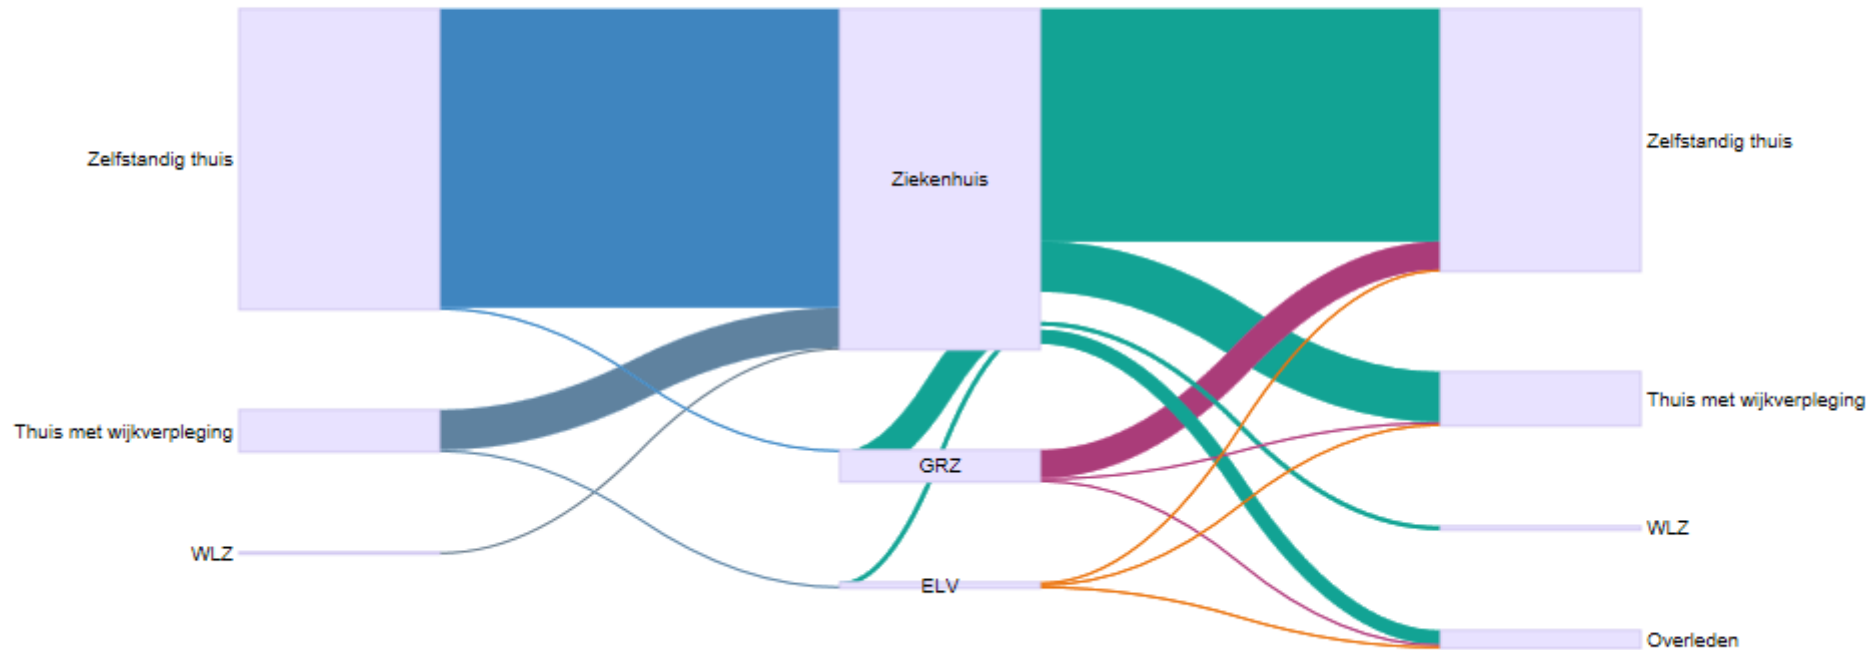 Zelfstandig thuis
Thuis met wijkverpleging
WLZ
Ziekenhuis
GRZ
ELV
Zelfstandig thuis
Thuis met wijkverpleging
WLZ
Overleden